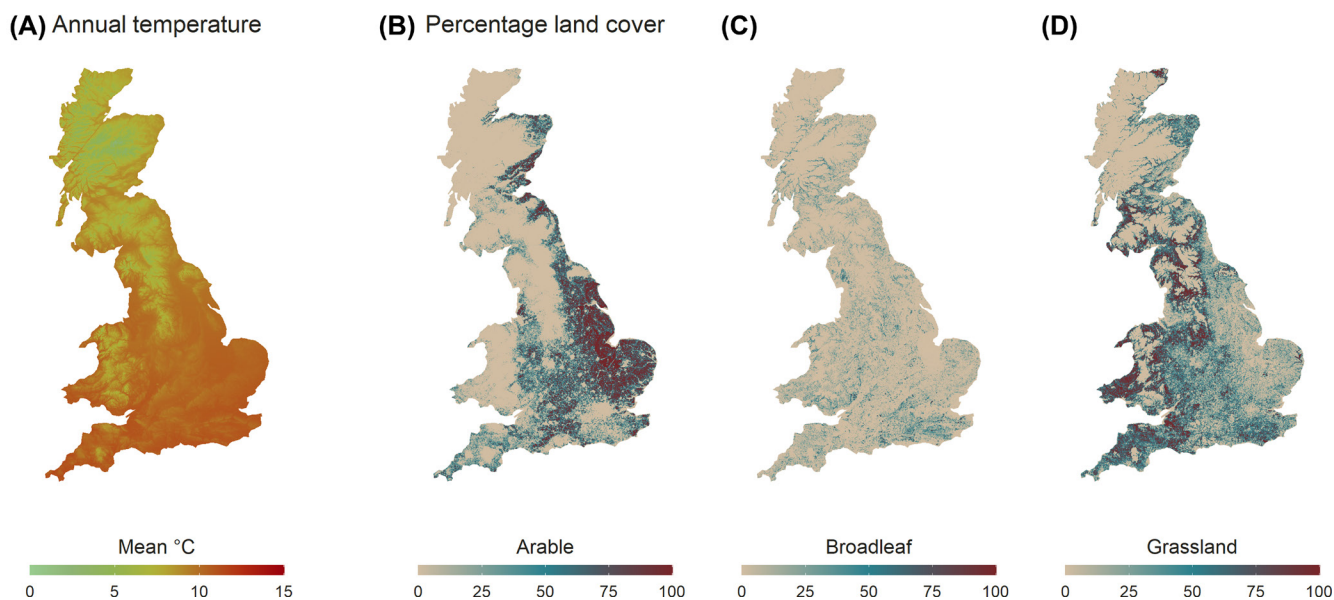 (A) Annual temperature
(B) Percentage land cover
(C)
(D)
Mean °C
0 5 10 15
Arable
0 25 50 75 100
Broadleaf
0 25 50 75 100
Grassland
0 25 50 75 100